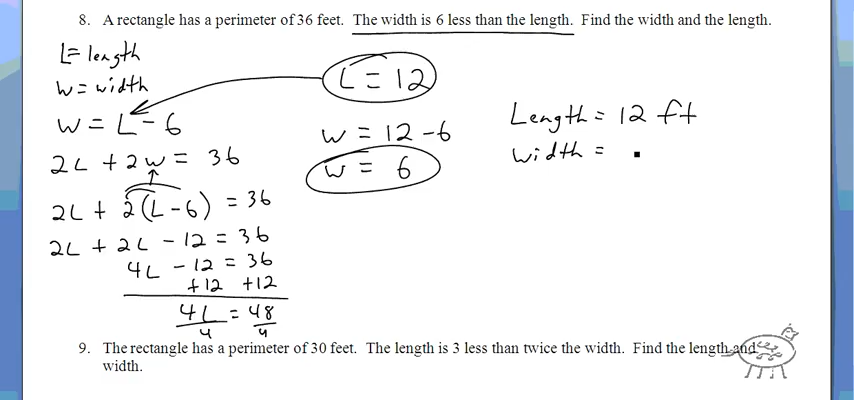 8. A rectangle has a perimeter of 36 feet. The width is 6 less than the length. Find the width and the length.
L = length
w = width
w = L - 6
2L + 2w = 36
2L + 2(L - 6) = 36
2L + 2L - 12 = 36
4L - 12 = 36
+12 +12
4L = 48
4 4
L = 12
w = 12 - 6
w = 6
Length = 12 ft
width =
9. The rectangle has a perimeter of 30 feet. The length is 3 less than twice the width. Find the length and
width.